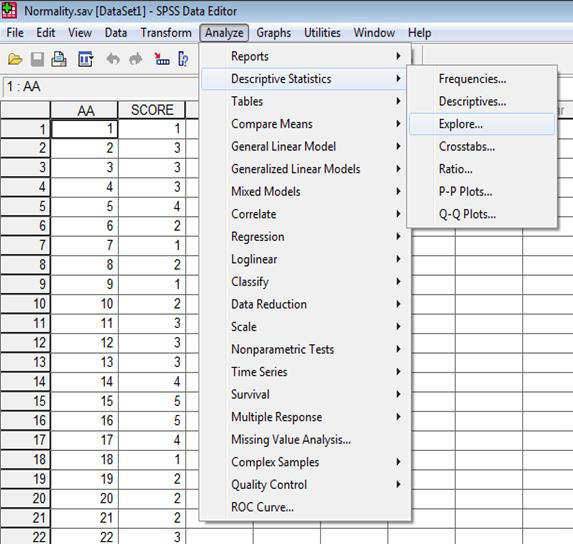 Normality.sav [DataSet1] - SPSS Data Editor
File Edit View Data Transform Analyze Graphs Utilities Window Help
1 : AA
AA SCORE
1 1 1
2 2 3
3 3 3
4 4 3
5 5 4
6 6 2
7 7 1
8 8 2
9 9 1
10 10 2
11 11 3
12 12 3
13 13 3
14 14 4
15 15 5
16 16 5
17 17 4
18 18 1
19 19 2
20 20 2
21 21 2
22 22 3
Reports
Descriptive Statistics
Tables
Compare Means
General Linear Model
Generalized Linear Models
Mixed Models
Correlate
Regression
Loglinear
Classify
Data Reduction
Scale
Nonparametric Tests
Time Series
Survival
Multiple Response
Missing Value Analysis...
Complex Samples
Quality Control
ROC Curve...
Frequencies...
Descriptives...
Explore...
Crosstabs...
Ratio...
P-P Plots...
Q-Q Plots...